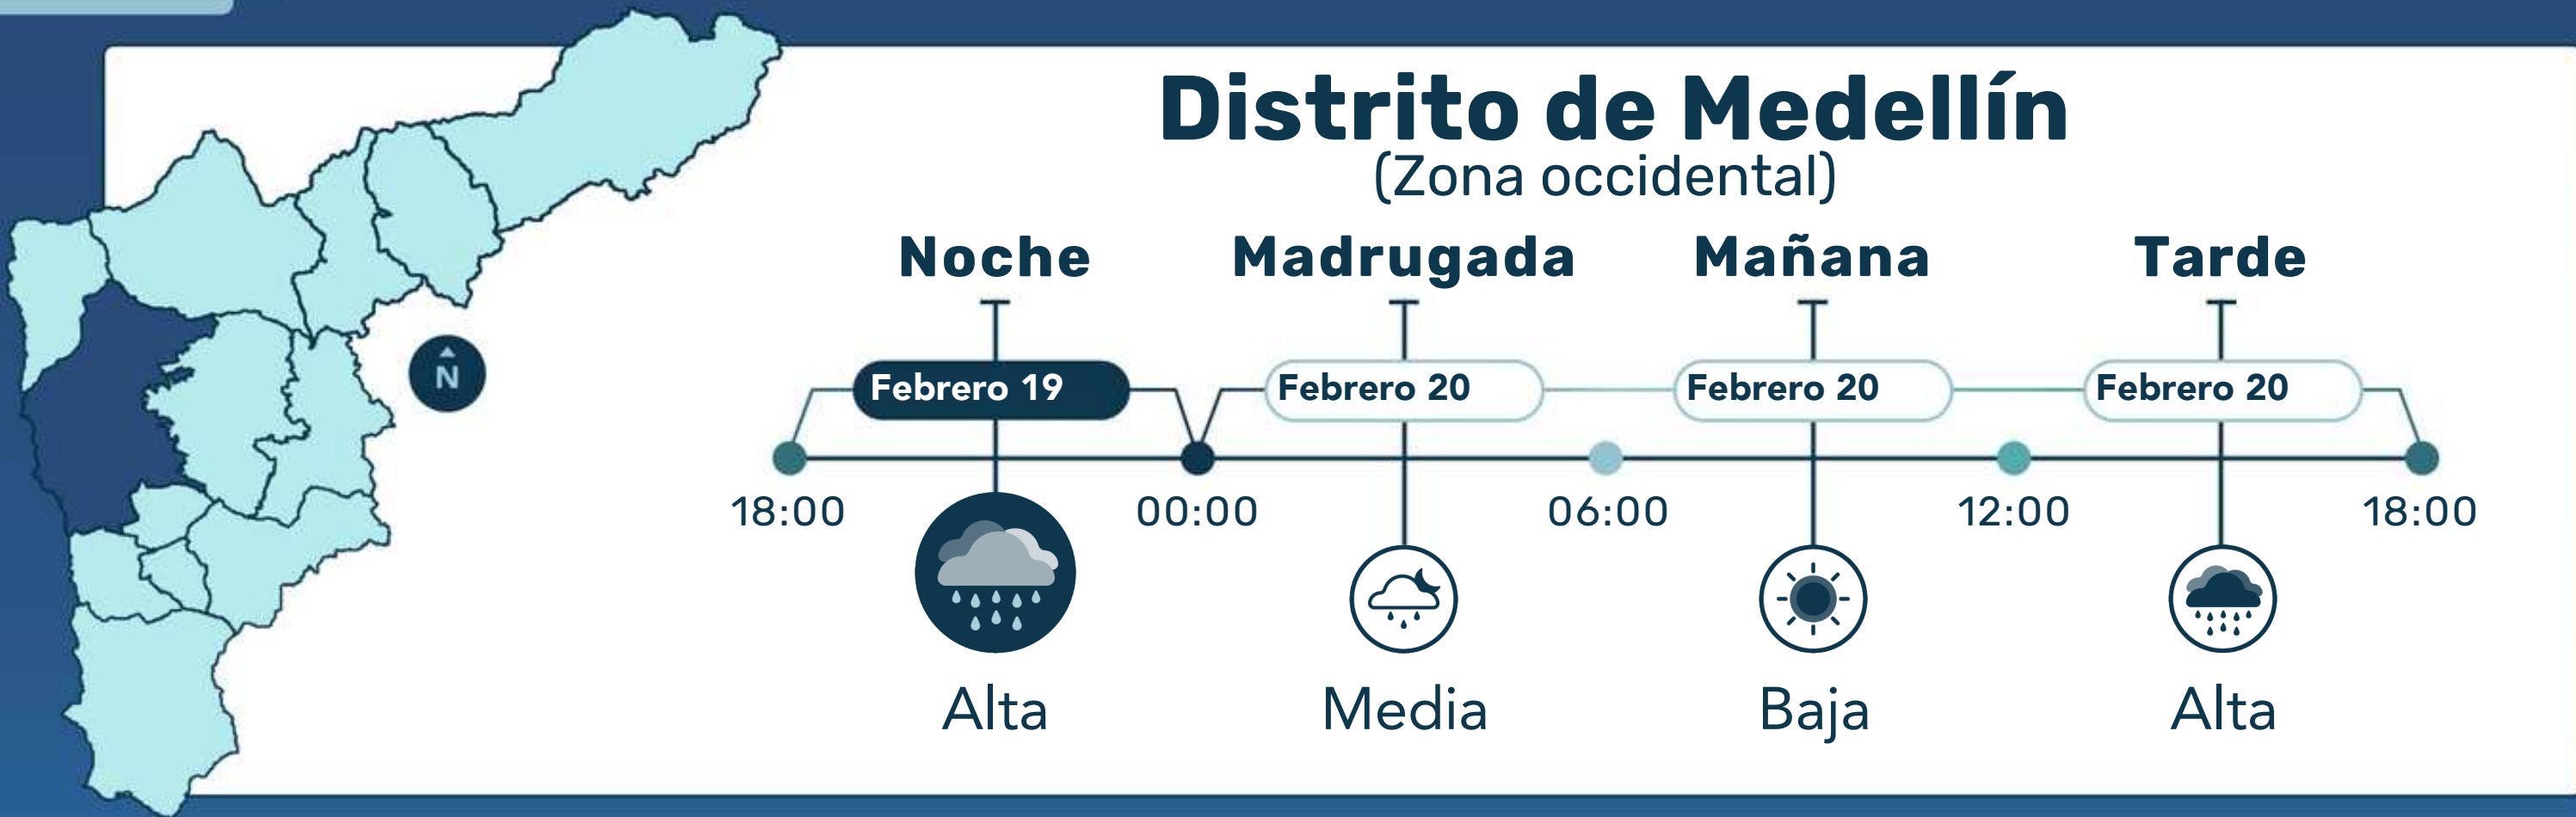 Distrito de Medellín
(Zona occidental)
Noche Madrugada Mañana Tarde
Febrero 19 Febrero 20 Febrero 20 Febrero 20
N
18:00 00:00 06:00 12:00 18:00
Alta Media Baja Alta